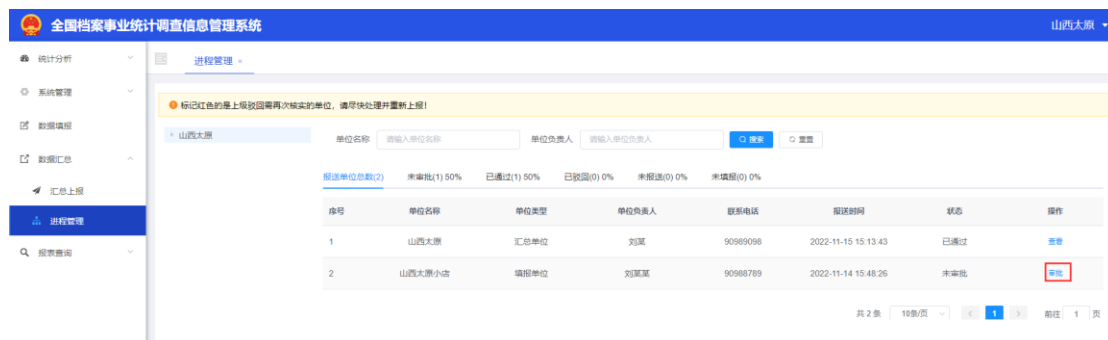 全国档案事业统计调查信息管理系统 山西太原
统计分析
进程管理 ×
系统管理
标记红色的是上级驳回需再次核实的单位，请尽快处理并重新上报！
数据填报
山西太原
单位名称 请输入单位名称 单位负责人 请输入单位负责人 搜索 重置
数据汇总
报送单位总数(2) 未审批(1) 50% 已通过(1) 50% 已驳回(0) 0% 未报送(0) 0% 未填报(0) 0%
汇总上报
序号 单位名称 单位类型 单位负责人 联系电话 报送时间 状态 操作
进程管理
1 山西太原 汇总单位 刘某 90989098 2022-11-15 15:13:43 已通过 查看
报表查询
2 山西太原小店 填报单位 刘某某 90988789 2022-11-14 15:48:26 未审批 审批
共 2 条 10条/页 < 1 > 前往 1 页